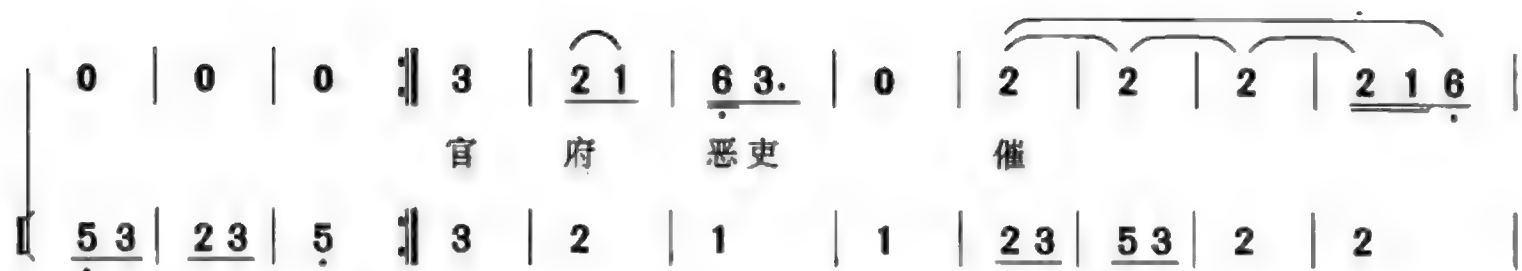 0 | 0 | 0 :‖ 3 | 2 1 | 6 3. | 0 | 2 | 2 | 2 | 2 1 6 |
官 府 恶吏 催
5 3 | 2 3 | 5 :‖ 3 | 2 | 1 | 1 | 2 3 | 5 3 | 2 | 2 |